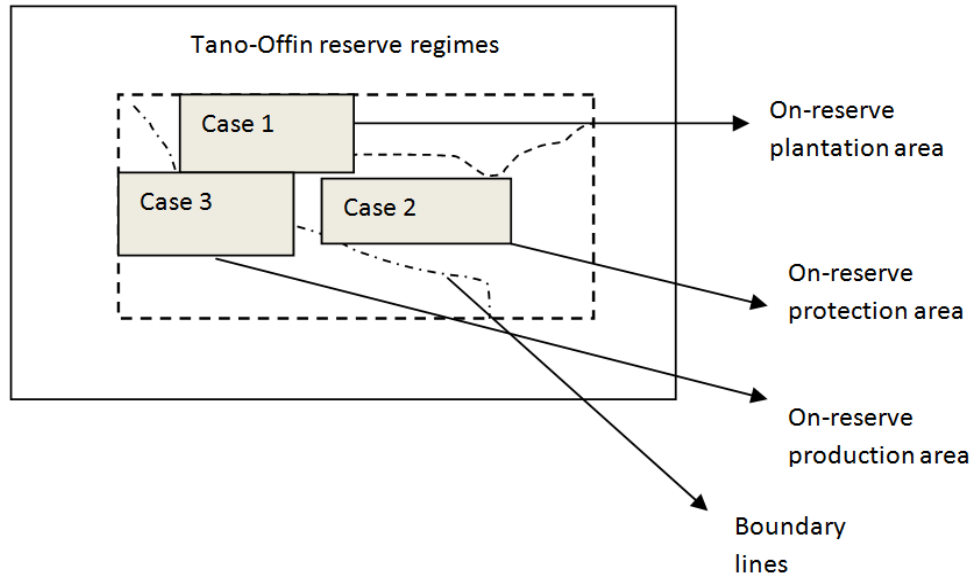 Tano-Offin reserve regimes
Case 1
Case 3
Case 2
On-reserve
plantation area
On-reserve
protection area
On-reserve
production area
Boundary
lines